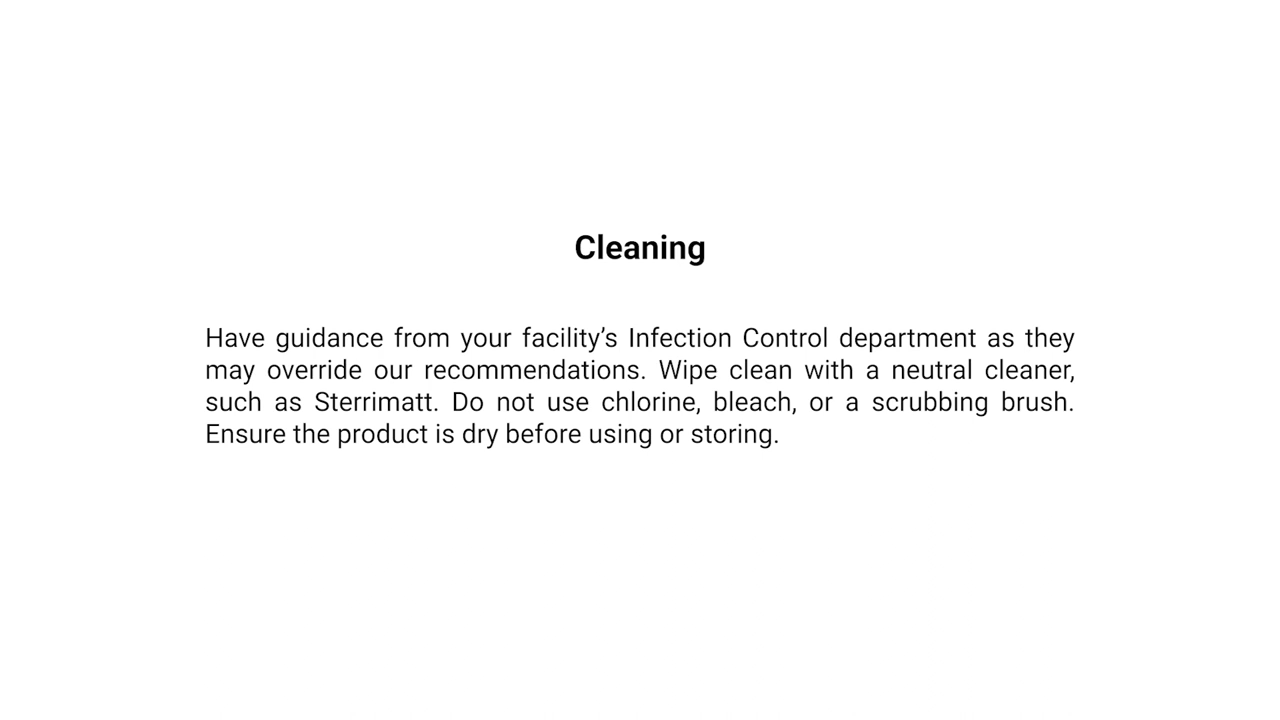 Cleaning
Have guidance from your facility’s Infection Control department as they
may override our recommendations. Wipe clean with a neutral cleaner,
such as Sterrimatt. Do not use chlorine, bleach, or a scrubbing brush.
Ensure the product is dry before using or storing.